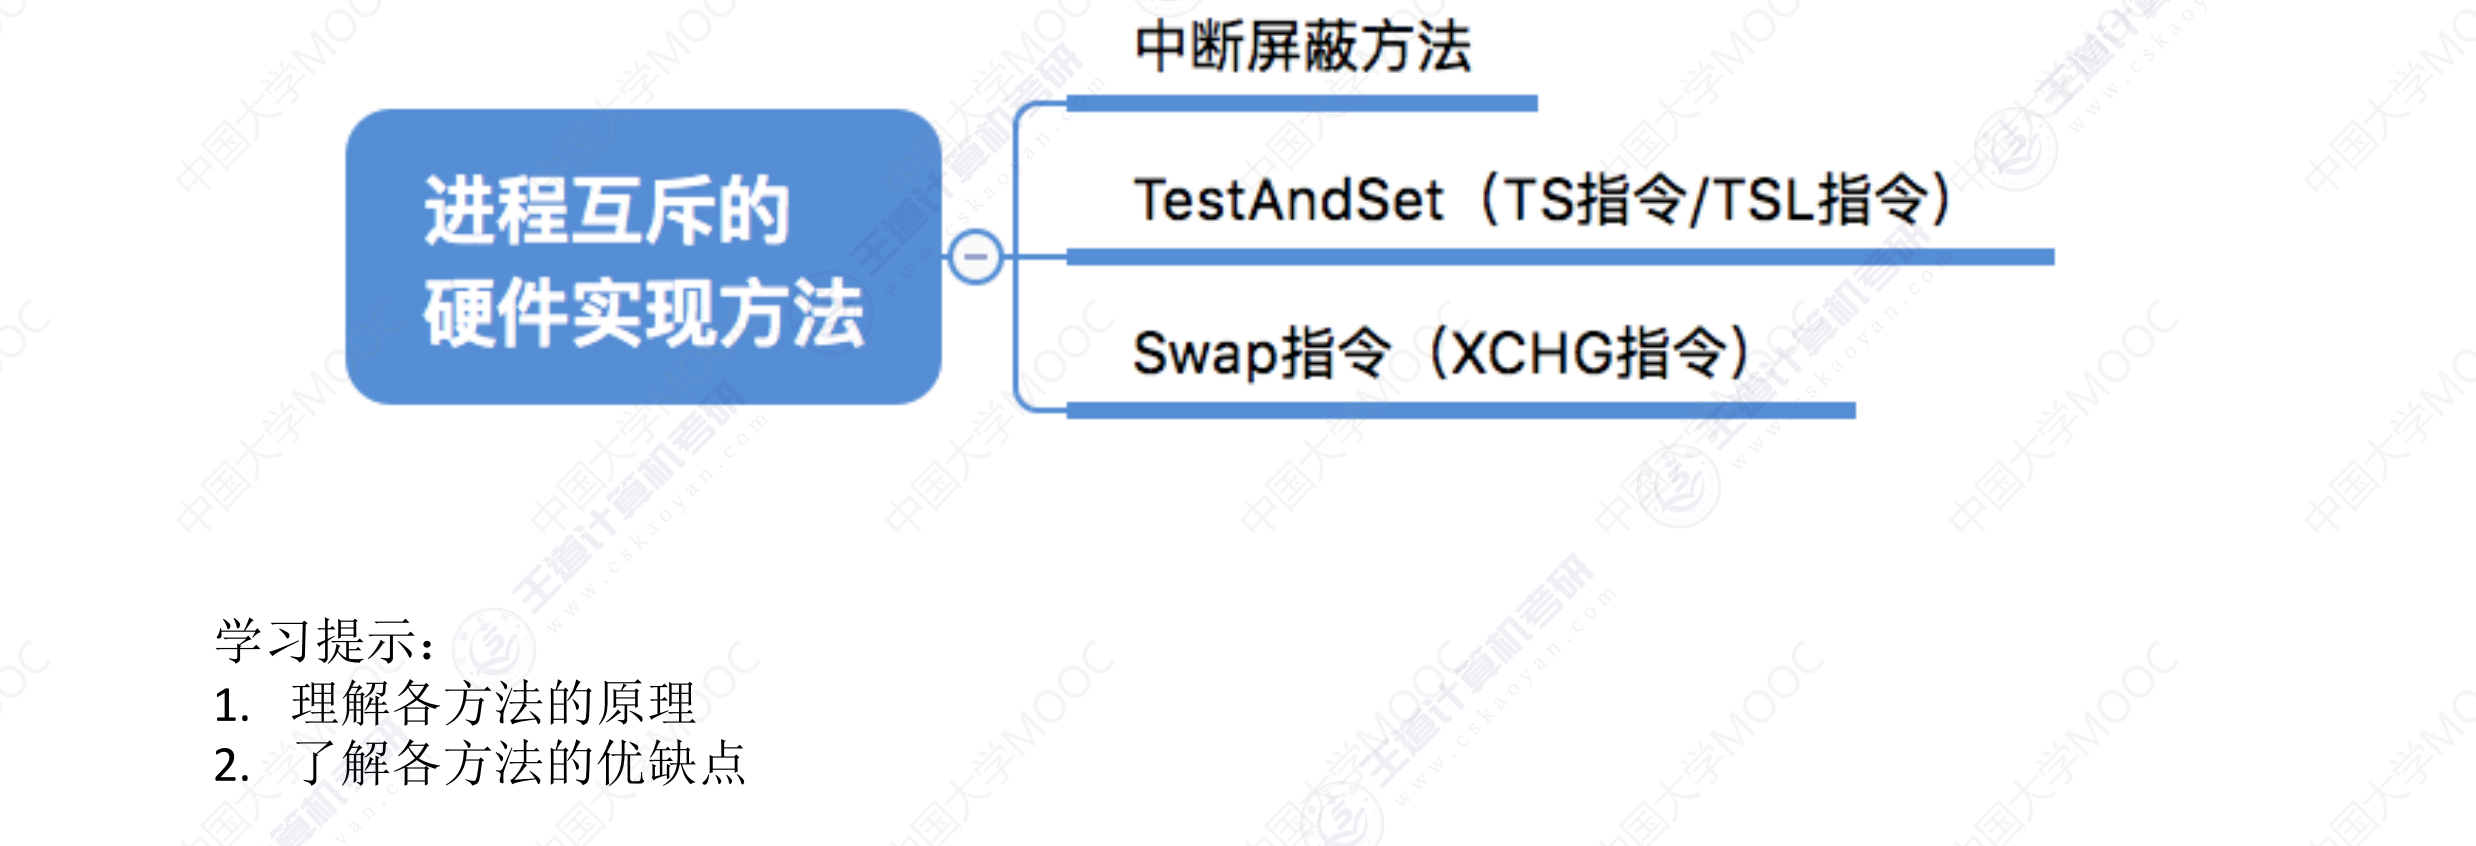 中断屏蔽方法
进程互斥的
硬件实现方法
TestAndSet（TS指令/TSL指令）
Swap指令（XCHG指令）
学习提示：
1. 理解各方法的原理
2. 了解各方法的优缺点
中国大学MOOC
王道计算机考研
www.cskaoyan.com